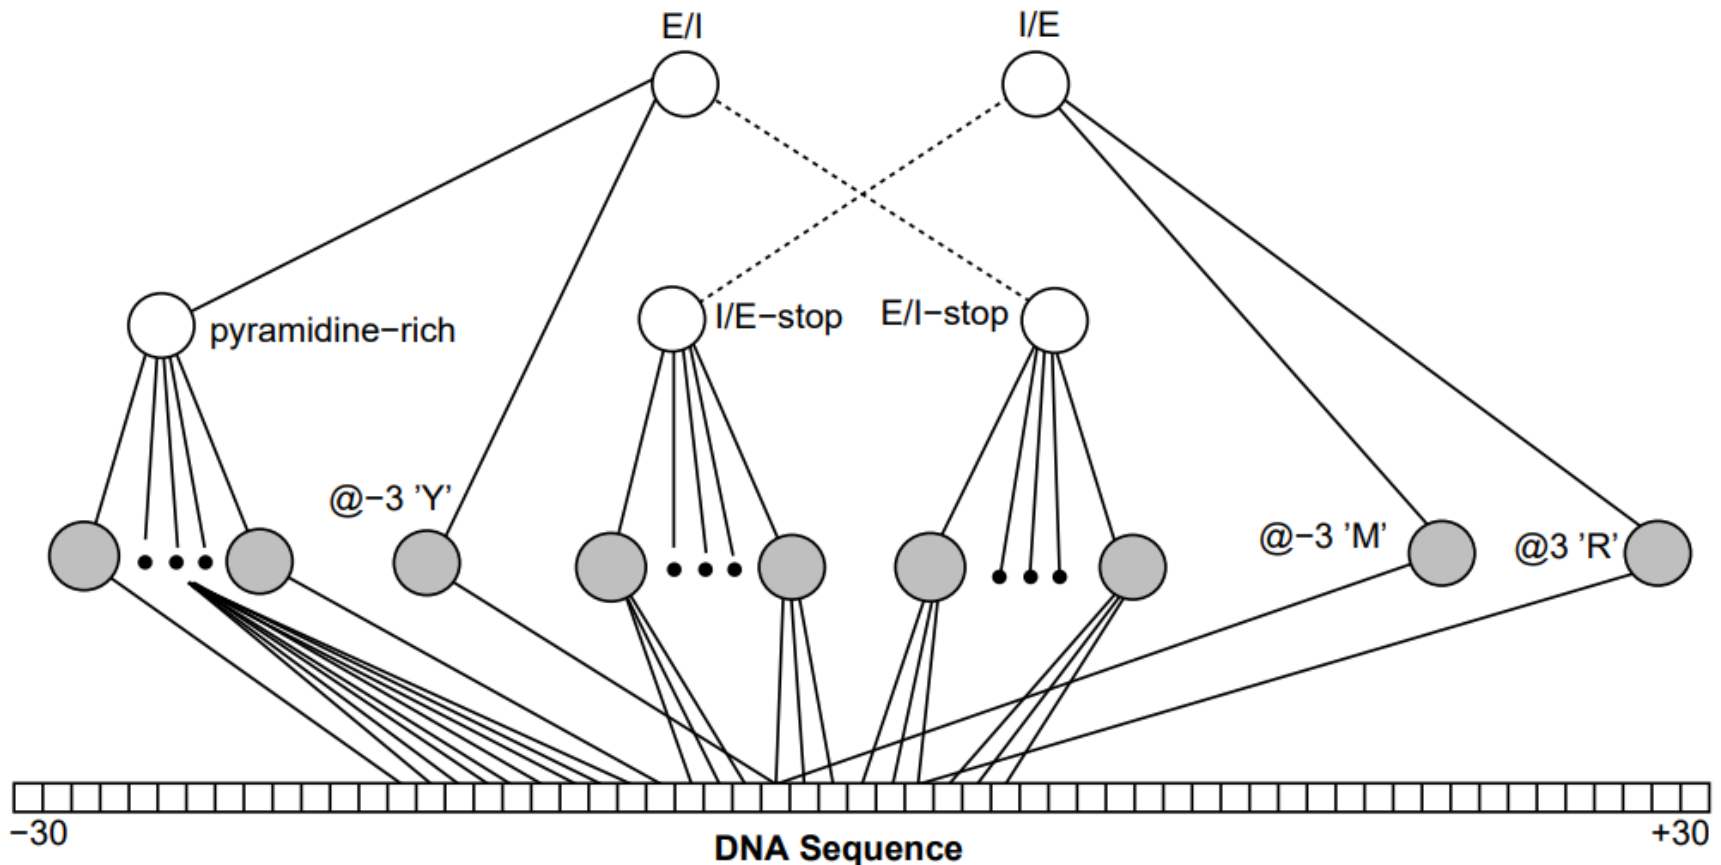 E/I
I/E
pyramidine−rich
I/E−stop
E/I−stop
@−3 'Y'
@−3 'M'
@3 'R'
−30
DNA Sequence
+30